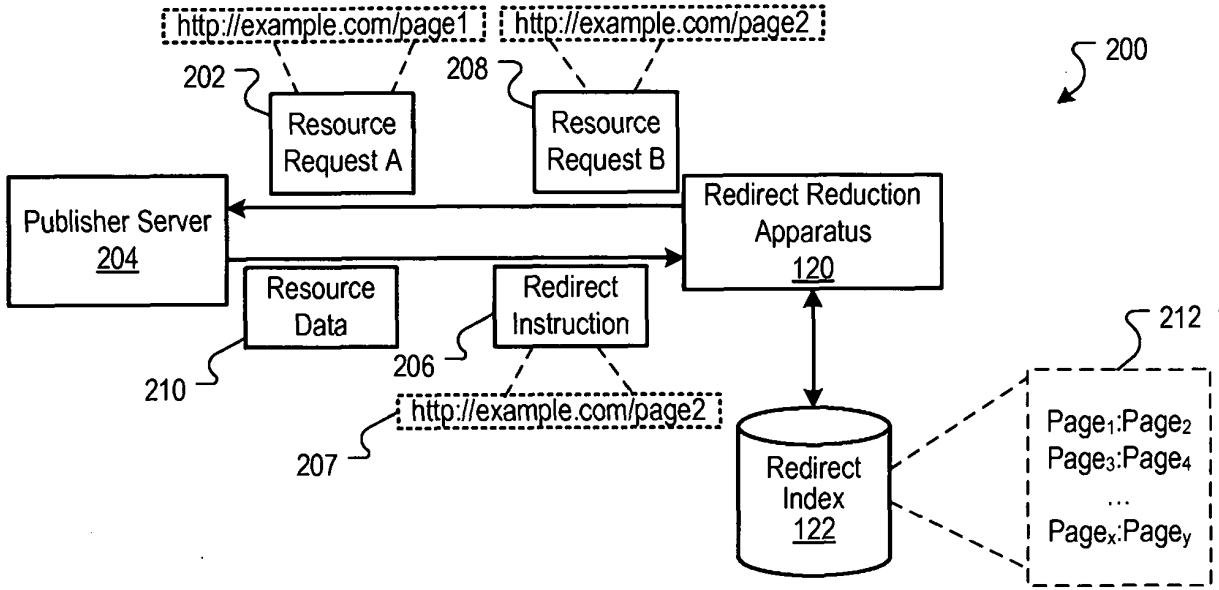 http://example.com/page1
http://example.com/page2
200
202
208
Resource
Request A
Resource
Request B
Publisher Server
204
Redirect Reduction
Apparatus
120
Resource
Data
Redirect
Instruction
210
206
212
http://example.com/page2
207
Redirect
Index
122
Page₁:Page₂
Page₃:Page₄
...
Pageₓ:Pageᵧ